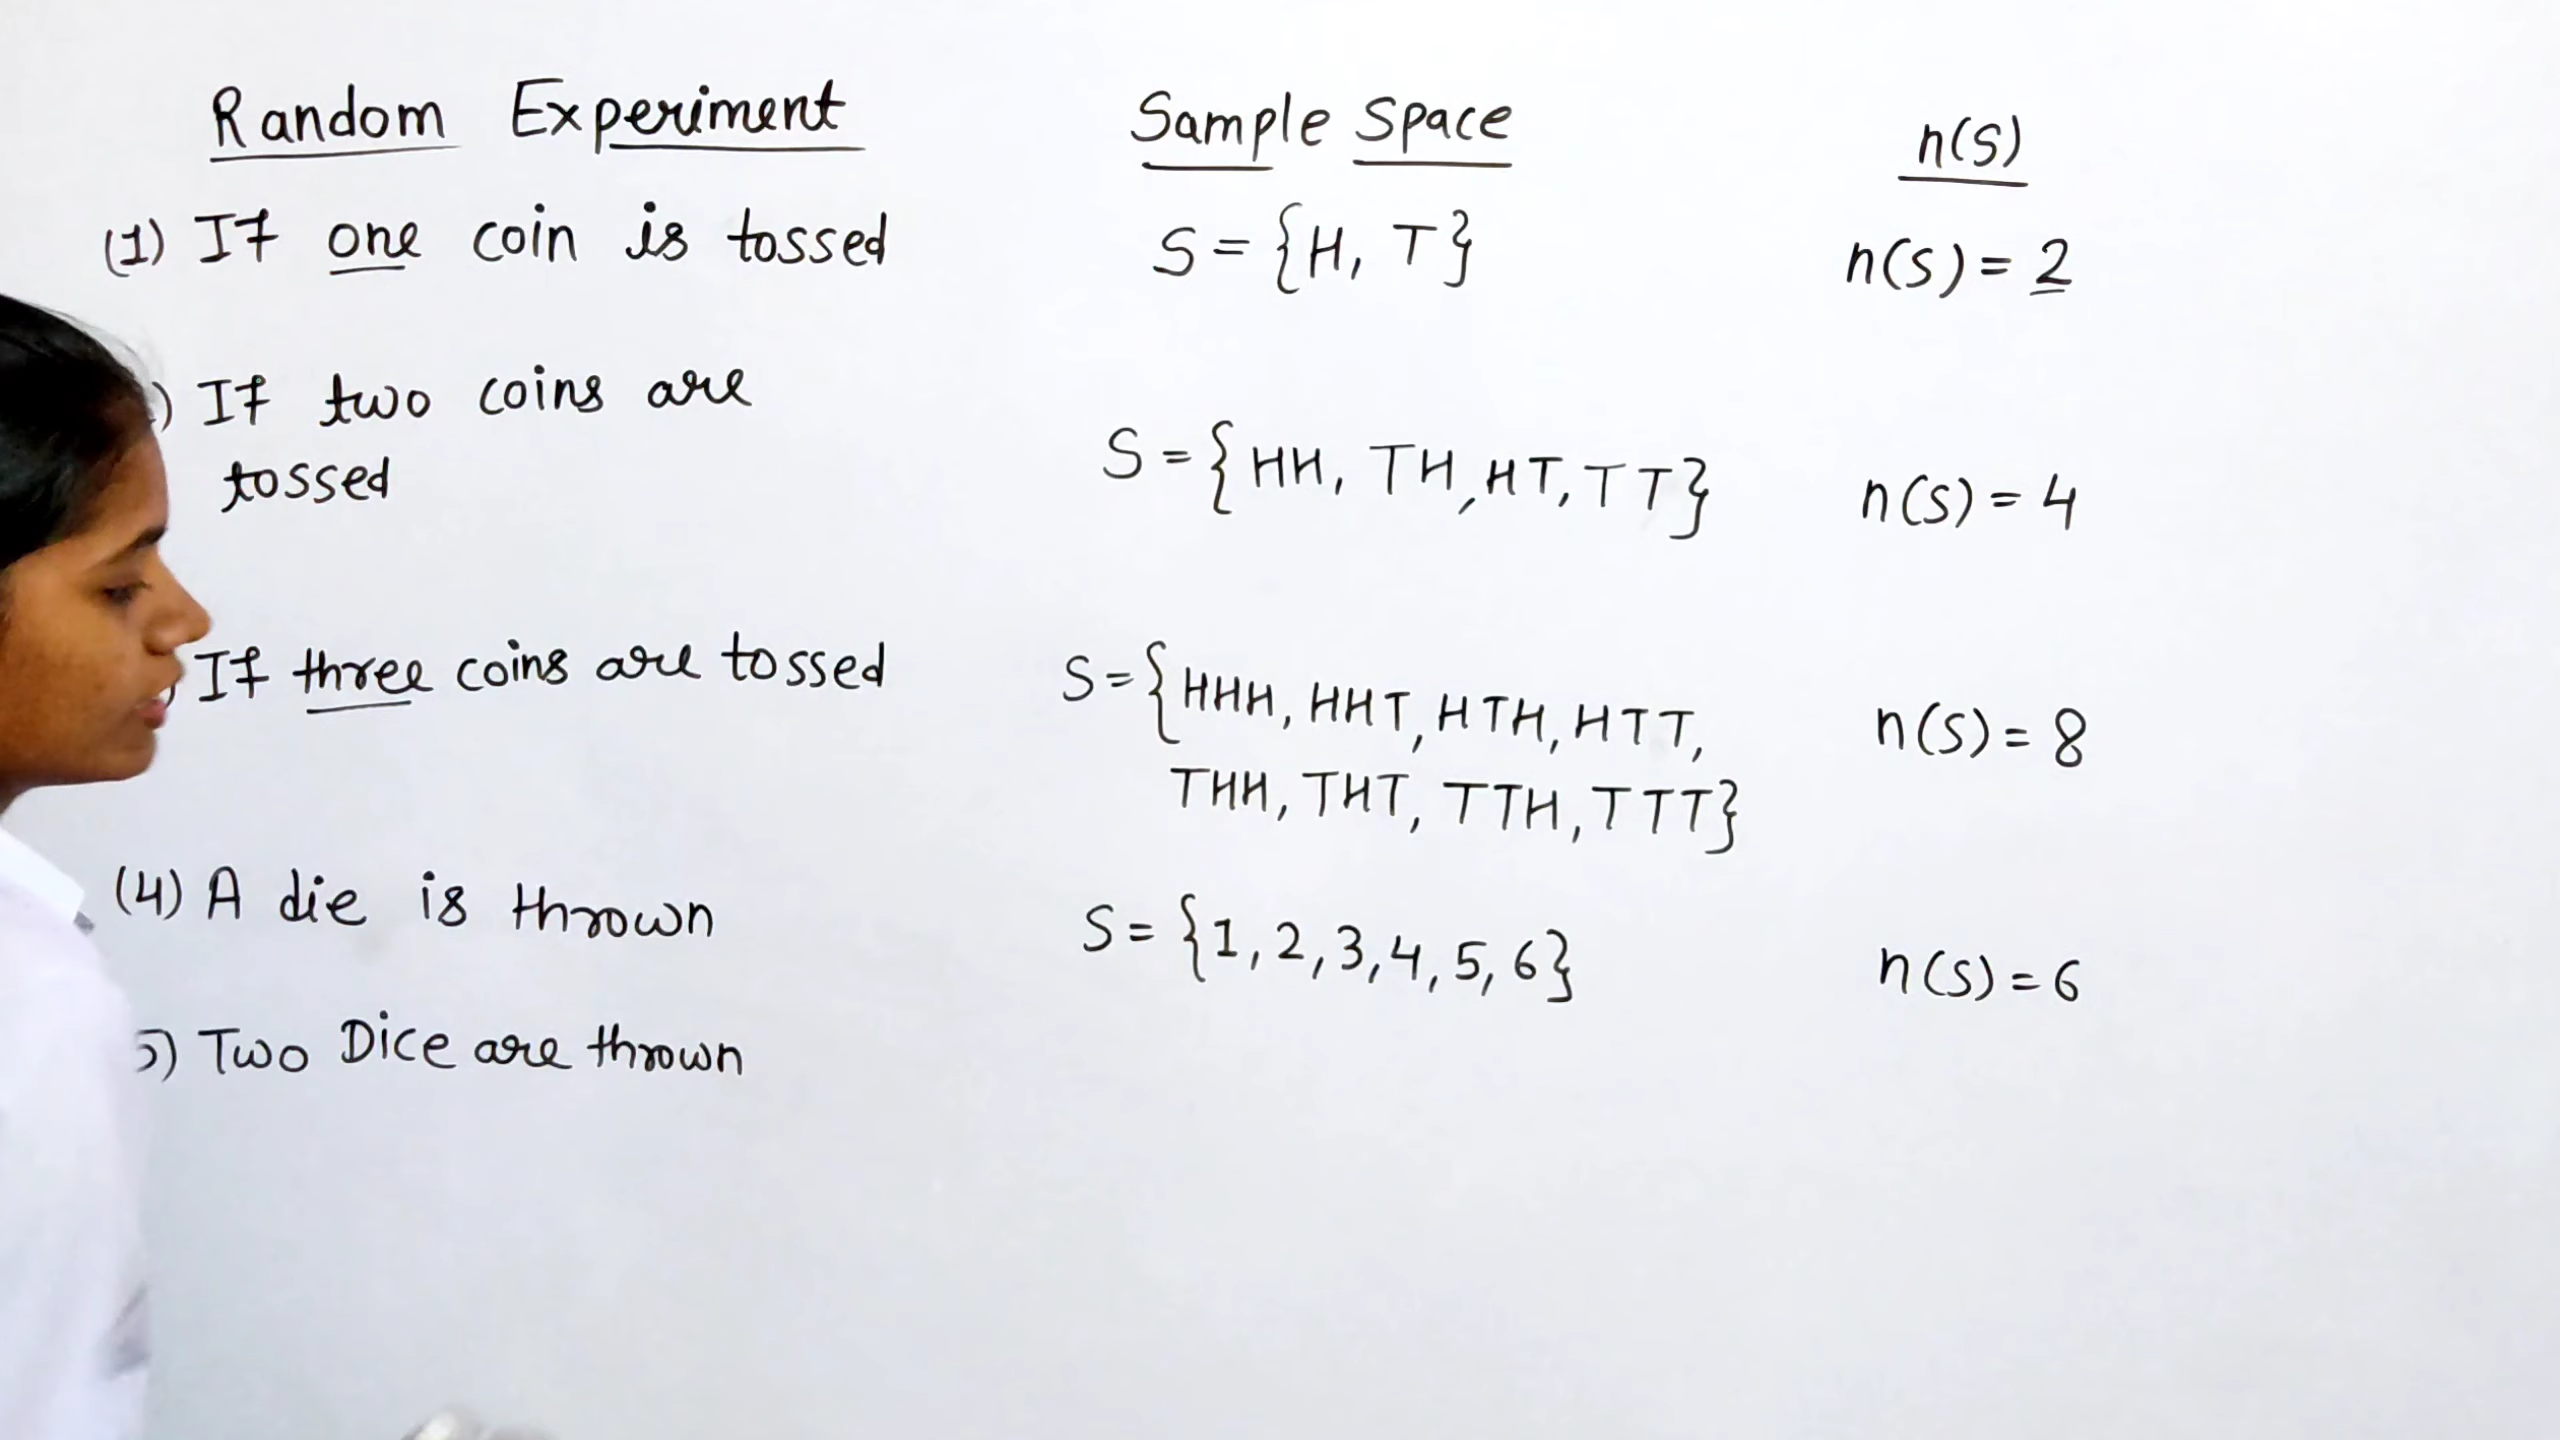 Random Experiment Sample Space n(S)
(1) If one coin is tossed S = {H, T} n(S) = 2
) If two coins are
tossed S = {HH, TH, HT, TT} n(S) = 4
If three coins are tossed S = {HHH, HHT, HTH, HTT, n(S) = 8
THH, THT, TTH, TTT}
(4) A die is thrown S = {1, 2, 3, 4, 5, 6} n(S) = 6
5) Two Dice are thrown